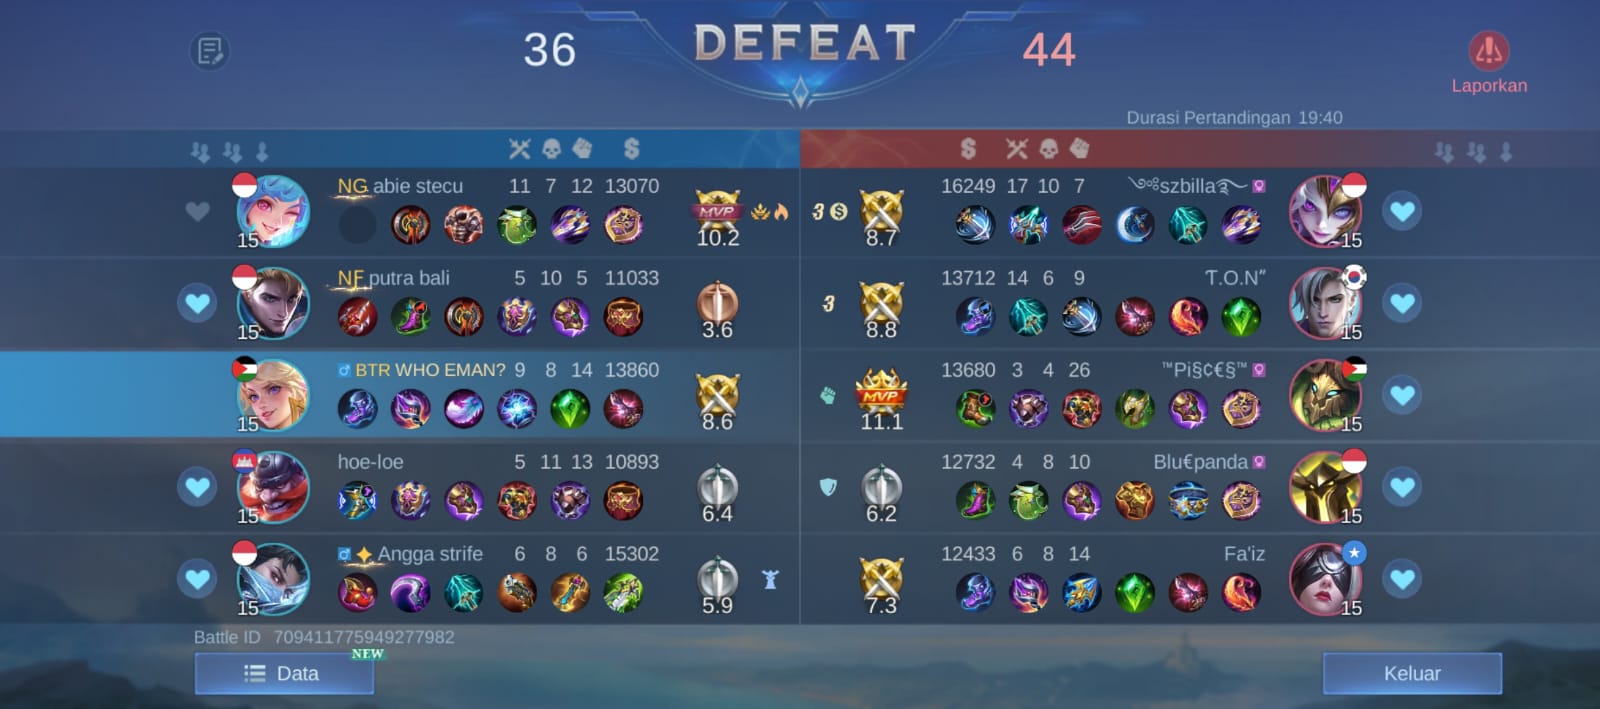 36 DEFEAT 44
Laporkan
Durasi Pertandingan 19:40
NG abie stecu 11 7 12 13070
15
MVP
10.2
3 16249 17 10 7 szbilla
8.7
15
NF putra bali 5 10 5 11033
15
3.6
3 13712 14 6 9 T.O.N”
8.8
15
BTR WHO EMAN? 9 8 14 13860
15
8.6
MVP
11.1
13680 3 4 26 ™Pi§¢€§™
15
hoe-loe 5 11 13 10893
15
6.4
12732 4 8 10 Blu€panda
6.2
15
Angga strife 6 8 6 15302
15
5.9
12433 6 8 14 Fa'iz
7.3
15
Battle ID 709411775949277982
NEW
Data
Keluar